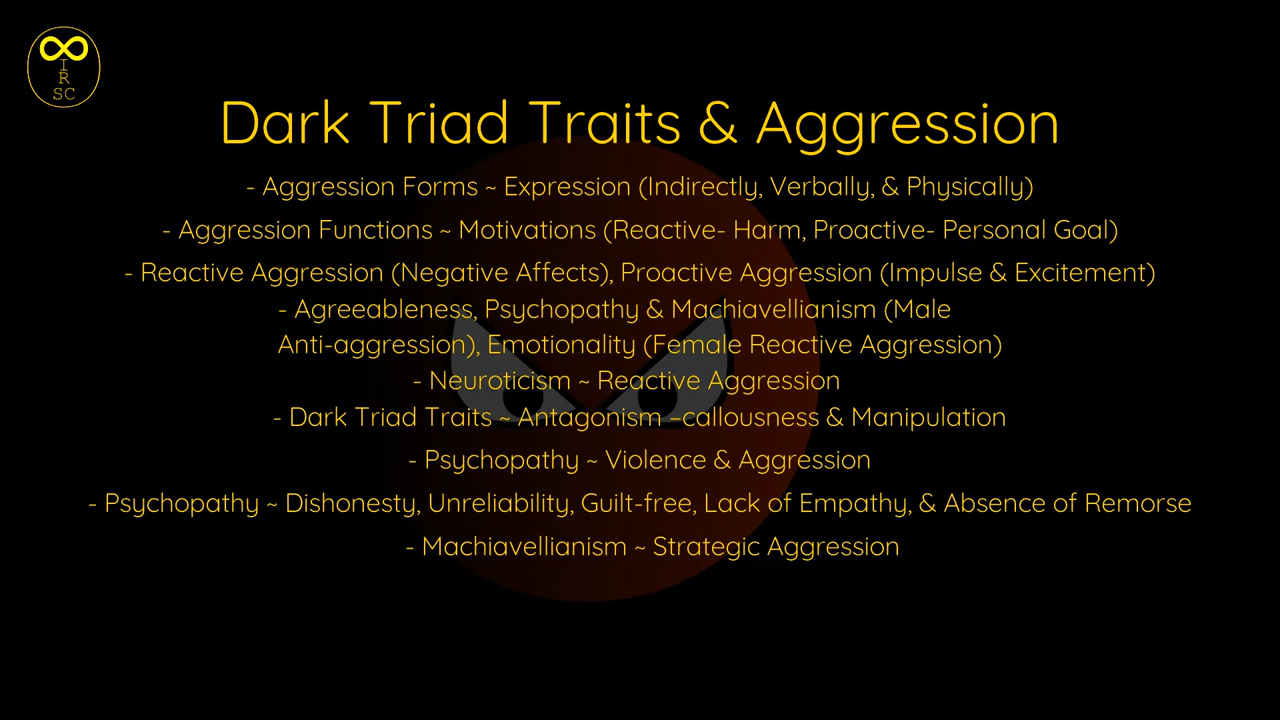 ∞
I
R
SC
Dark Triad Traits & Aggression
- Aggression Forms ~ Expression (Indirectly, Verbally, & Physically)
- Aggression Functions ~ Motivations (Reactive- Harm, Proactive- Personal Goal)
- Reactive Aggression (Negative Affects), Proactive Aggression (Impulse & Excitement)
- Agreeableness, Psychopathy & Machiavellianism (Male
Anti-aggression), Emotionality (Female Reactive Aggression)
- Neuroticism ~ Reactive Aggression
- Dark Triad Traits ~ Antagonism –callousness & Manipulation
- Psychopathy ~ Violence & Aggression
- Psychopathy ~ Dishonesty, Unreliability, Guilt-free, Lack of Empathy, & Absence of Remorse
- Machiavellianism ~ Strategic Aggression